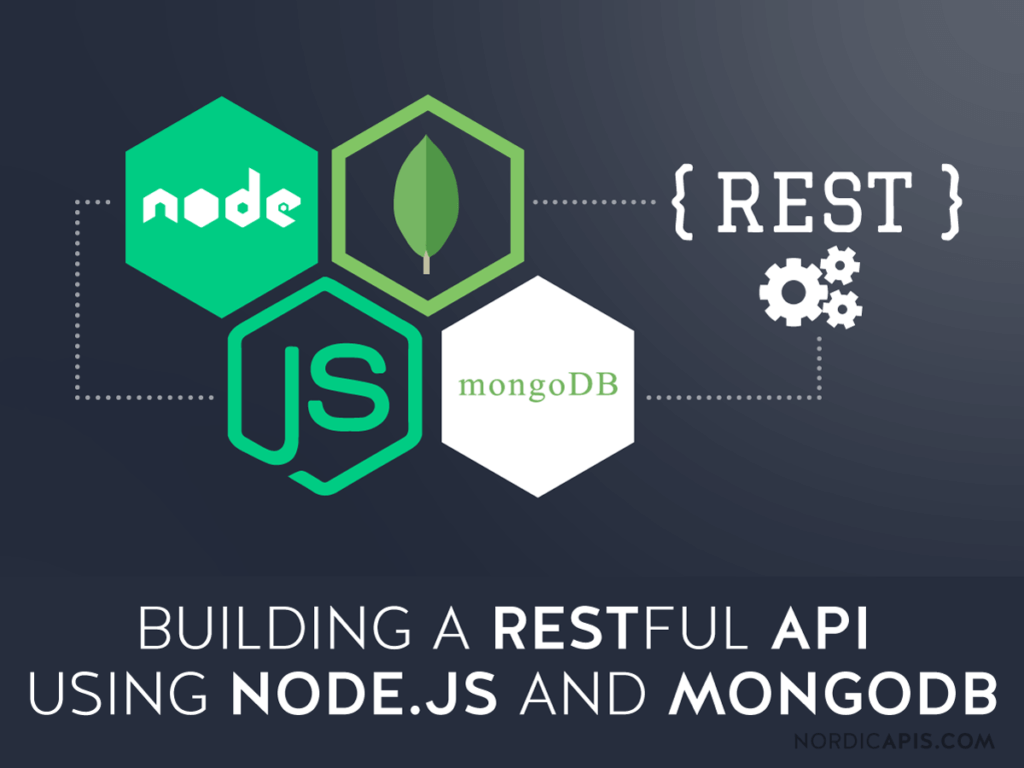 node
{ REST }
JS
mongoDB
BUILDING A RESTFUL API
USING NODE.JS AND MONGODB
NORDICAPIS.COM